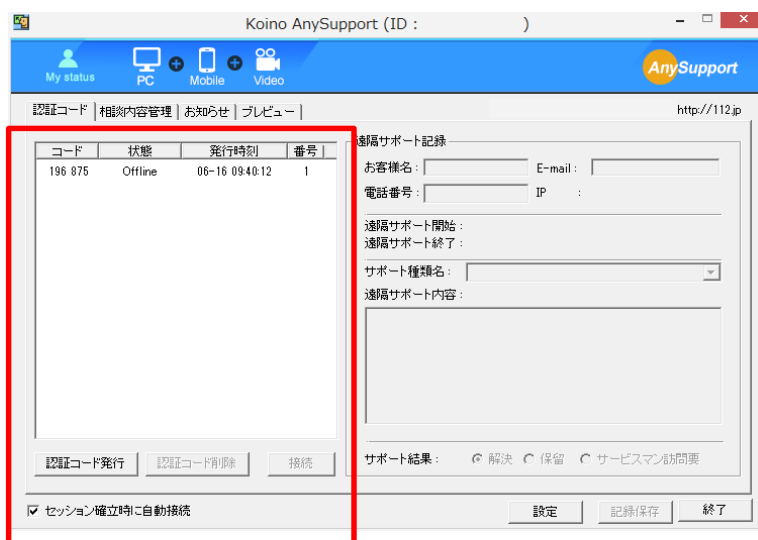 Koino AnySupport (ID : )
My status PC Mobile Video AnySupport
認証コード 相談内容管理 お知らせ プレビュー http://112.jp
コード 状態 発行時刻 番号
196 875 Offline 06-16 09:40:12 1
遠隔サポート記録
お客様名 : E-mail :
電話番号 : IP :
遠隔サポート開始 :
遠隔サポート終了 :
サポート種類名 :
遠隔サポート内容 :
認証コード発行 認証コード削除 接続
サポート結果 : 解決 保留 サービスマン訪問要
セッション確立時に自動接続 設定 記録保存 終了